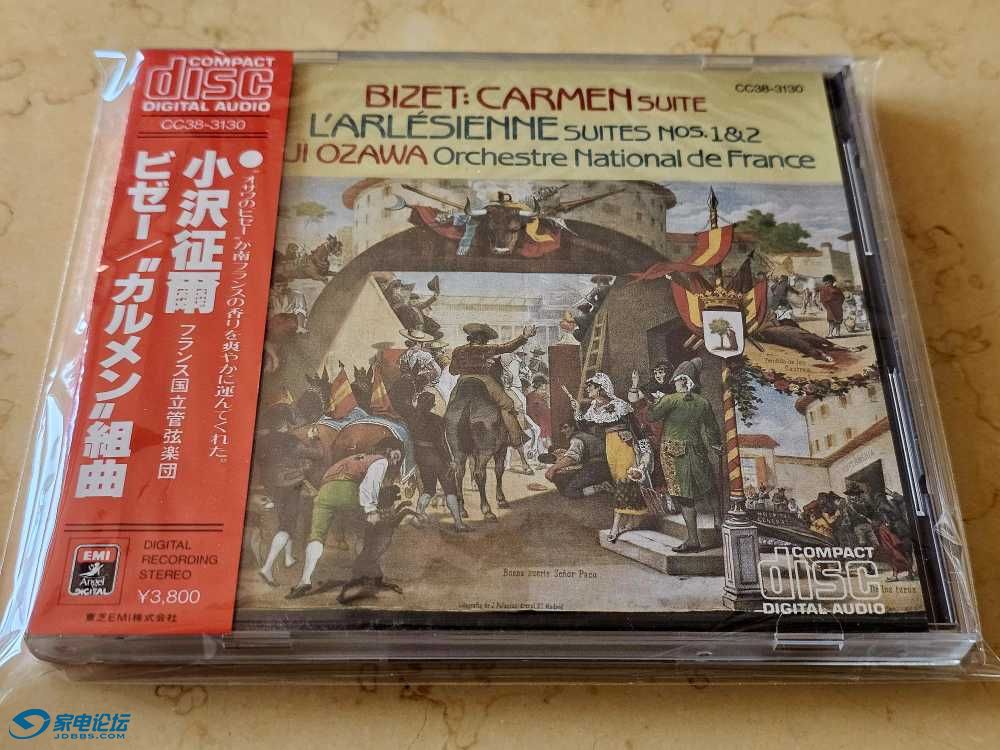 COMPACT
disc
DIGITAL AUDIO
CC38-3130
●“オザワのビゼー”が南フランスの香りを爽やかに運んでくれた。
小沢征爾
フランス国立管弦楽団
ビゼー/“カルメン”組曲
EMI
Angel
DIGITAL
DIGITAL
RECORDING
STEREO
¥3,800
東芝EMI株式会社
BIZET: CARMEN SUITE
CC38-3130
L'ARLÉSIENNE SUITES NOS. 1&2
JI OZAWA Orchestre National de France
Buena suerte Señor Paco
COMPACT
disc
DIGITAL AUDIO
家电论坛
JDBBS.COM